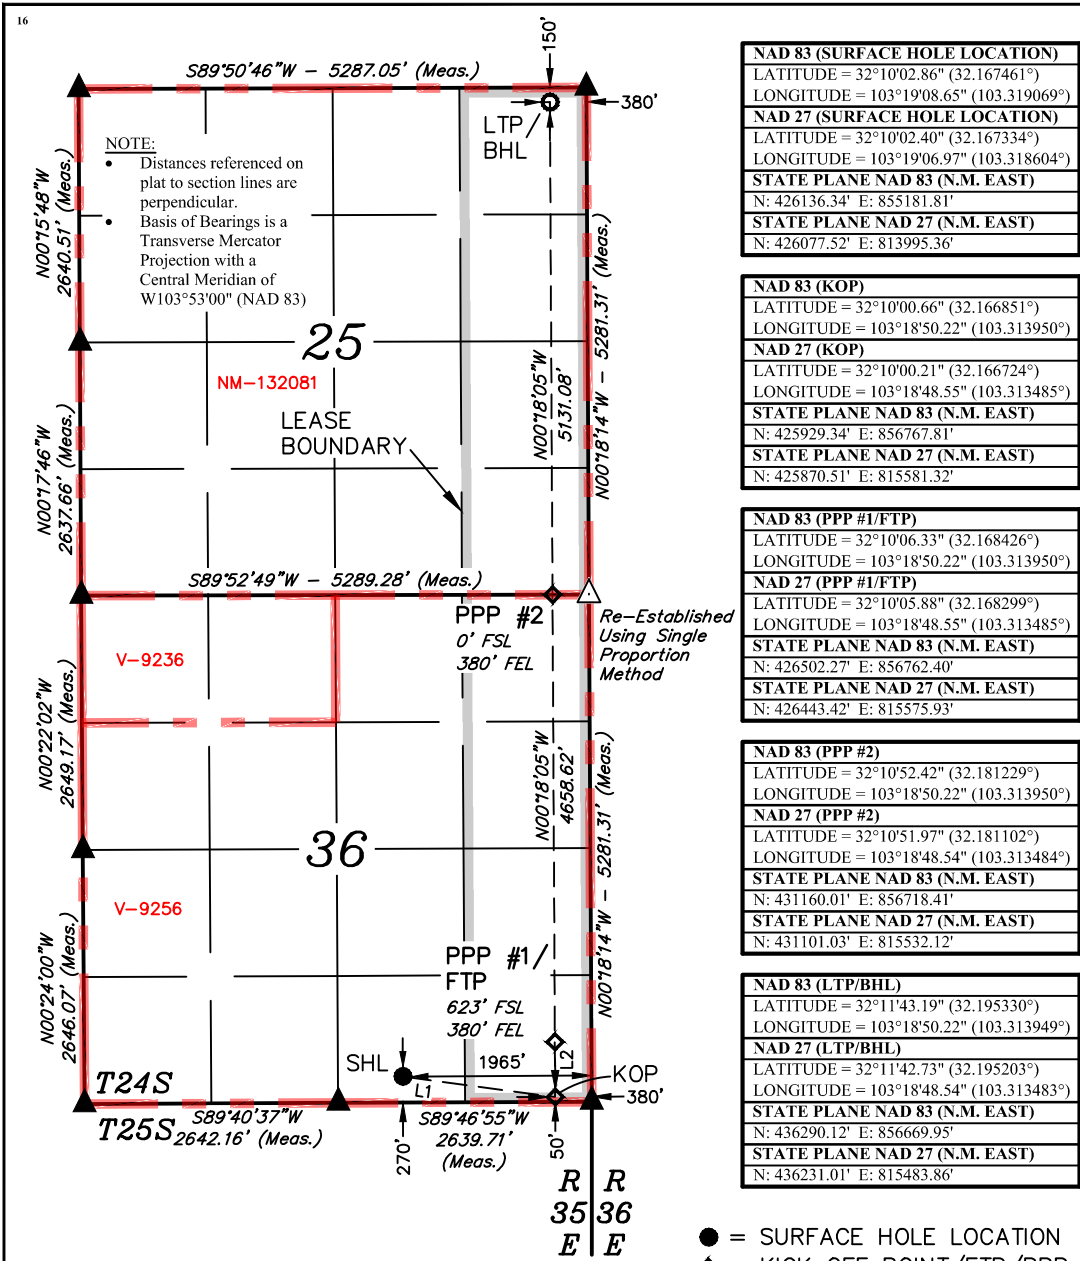 16
150'
S89°50'46"W – 5287.05' (Meas.)
380'
LTP/
BHL
NOTE:
• Distances referenced on
plat to section lines are
perpendicular.
• Basis of Bearings is a
Transverse Mercator
Projection with a
Central Meridian of
W103°53'00" (NAD 83)
N00°15'48"W
2640.51' (Meas.)
25
NM-132081
LEASE
BOUNDARY
N00°18'05"W
5131.08'
N00°18'14"W – 5281.31' (Meas.)
N00°17'46"W
2637.66' (Meas.)
S89°52'49"W – 5289.28' (Meas.)
PPP #2
0' FSL
380' FEL
Re-Established
Using Single
Proportion
Method
V-9236
N00°22'02"W
2649.17' (Meas.)
N00°18'05"W
4658.62'
N00°18'14"W – 5281.31' (Meas.)
36
V-9256
N00°24'00"W
2646.07' (Meas.)
PPP #1/
FTP
623' FSL
380' FEL
SHL
1965'
L1
L2
KOP
380'
T24S
T25S
S89°40'37"W
2642.16' (Meas.)
270'
S89°46'55"W
2639.71'
(Meas.)
50'
R R
35 36
E E
NAD 83 (SURFACE HOLE LOCATION)
LATITUDE = 32°10'02.86" (32.167461°)
LONGITUDE = 103°19'08.65" (103.319069°)
NAD 27 (SURFACE HOLE LOCATION)
LATITUDE = 32°10'02.40" (32.167334°)
LONGITUDE = 103°19'06.97" (103.318604°)
STATE PLANE NAD 83 (N.M. EAST)
N: 426136.34' E: 855181.81'
STATE PLANE NAD 27 (N.M. EAST)
N: 426077.52' E: 813995.36'
NAD 83 (KOP)
LATITUDE = 32°10'00.66" (32.166851°)
LONGITUDE = 103°18'50.22" (103.313950°)
NAD 27 (KOP)
LATITUDE = 32°10'00.21" (32.166724°)
LONGITUDE = 103°18'48.55" (103.313485°)
STATE PLANE NAD 83 (N.M. EAST)
N: 425929.34' E: 856767.81'
STATE PLANE NAD 27 (N.M. EAST)
N: 425870.51' E: 815581.32'
NAD 83 (PPP #1/FTP)
LATITUDE = 32°10'06.33" (32.168426°)
LONGITUDE = 103°18'50.22" (103.313950°)
NAD 27 (PPP #1/FTP)
LATITUDE = 32°10'05.88" (32.168299°)
LONGITUDE = 103°18'48.55" (103.313485°)
STATE PLANE NAD 83 (N.M. EAST)
N: 426502.27' E: 856762.40'
STATE PLANE NAD 27 (N.M. EAST)
N: 426443.42' E: 815575.93'
NAD 83 (PPP #2)
LATITUDE = 32°10'52.42" (32.181229°)
LONGITUDE = 103°18'50.22" (103.313950°)
NAD 27 (PPP #2)
LATITUDE = 32°10'51.97" (32.181102°)
LONGITUDE = 103°18'48.54" (103.313484°)
STATE PLANE NAD 83 (N.M. EAST)
N: 431160.01' E: 856718.41'
STATE PLANE NAD 27 (N.M. EAST)
N: 431101.03' E: 815532.12'
NAD 83 (LTP/BHL)
LATITUDE = 32°11'43.19" (32.195330°)
LONGITUDE = 103°18'50.22" (103.313949°)
NAD 27 (LTP/BHL)
LATITUDE = 32°11'42.73" (32.195203°)
LONGITUDE = 103°18'48.54" (103.313483°)
STATE PLANE NAD 83 (N.M. EAST)
N: 436290.12' E: 856669.95'
STATE PLANE NAD 27 (N.M. EAST)
N: 436231.01' E: 815483.86'
= SURFACE HOLE LOCATION